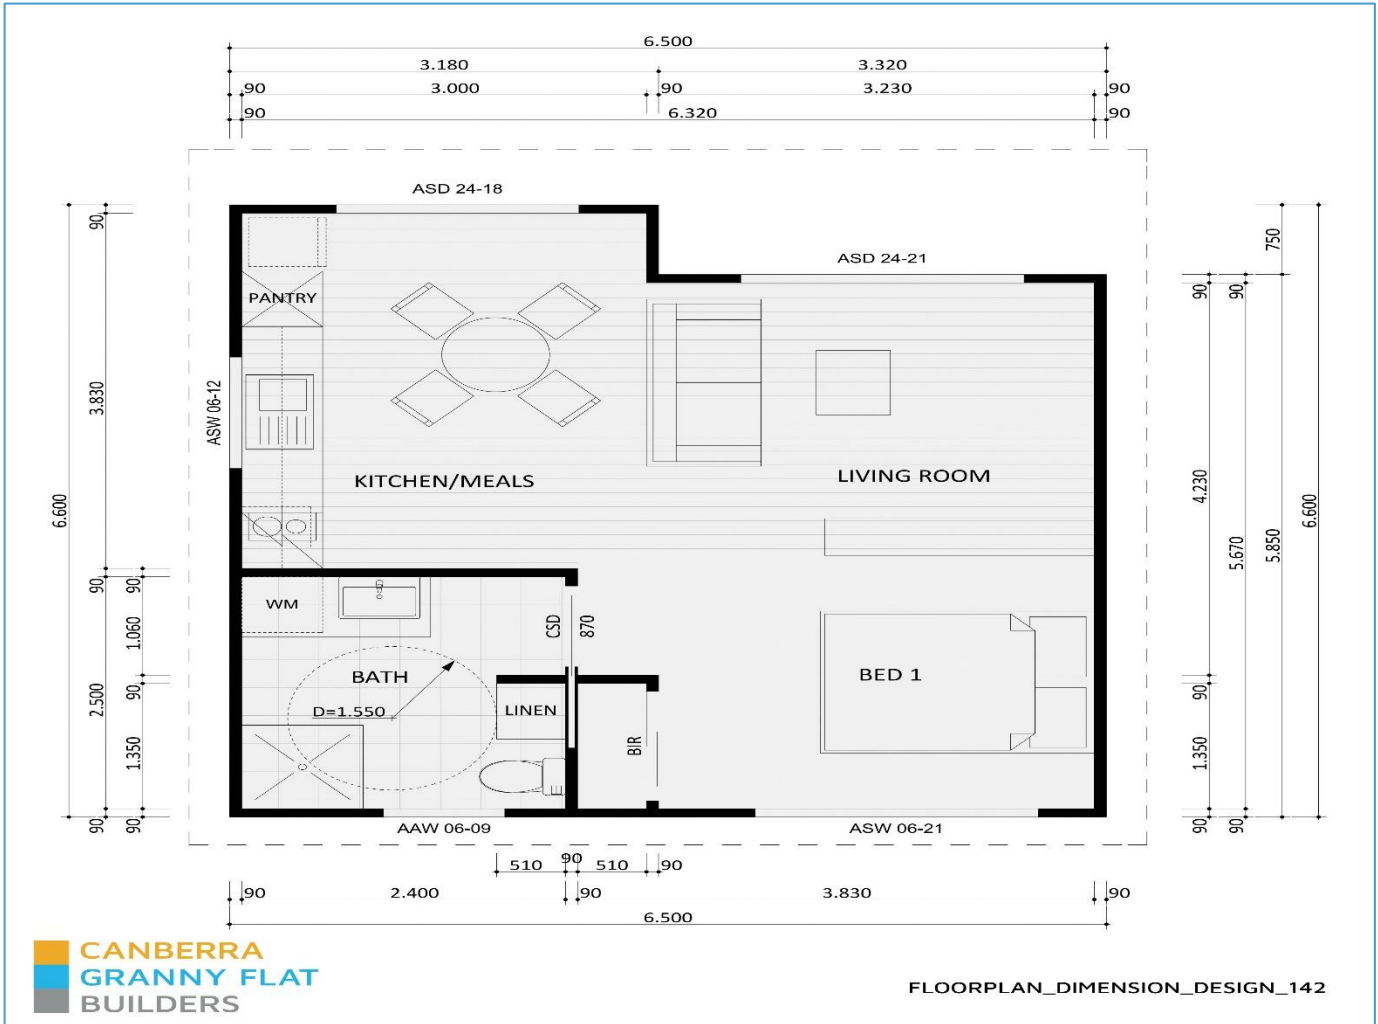 6.500
3.180 3.320
90 3.000 90 3.230 90
90 6.320 90
ASD 24-18
ASD 24-21
90
3.830
6.600
90
2.500
90
90
1.060
90
1.350
90
PANTRY
ASW 06-12
KITCHEN/MEALS
LIVING ROOM
WM
CSD
870
BATH
D=1.550
LINEN
BIR
BED 1
750
90
4.230
90
1.350
90
90
5.670
90
5.850
6.600
AAW 06-09
ASW 06-21
510 90 510 90
90 2.400 90 3.830 90
6.500
CANBERRA
GRANNY FLAT
BUILDERS
FLOORPLAN_DIMENSION_DESIGN_142